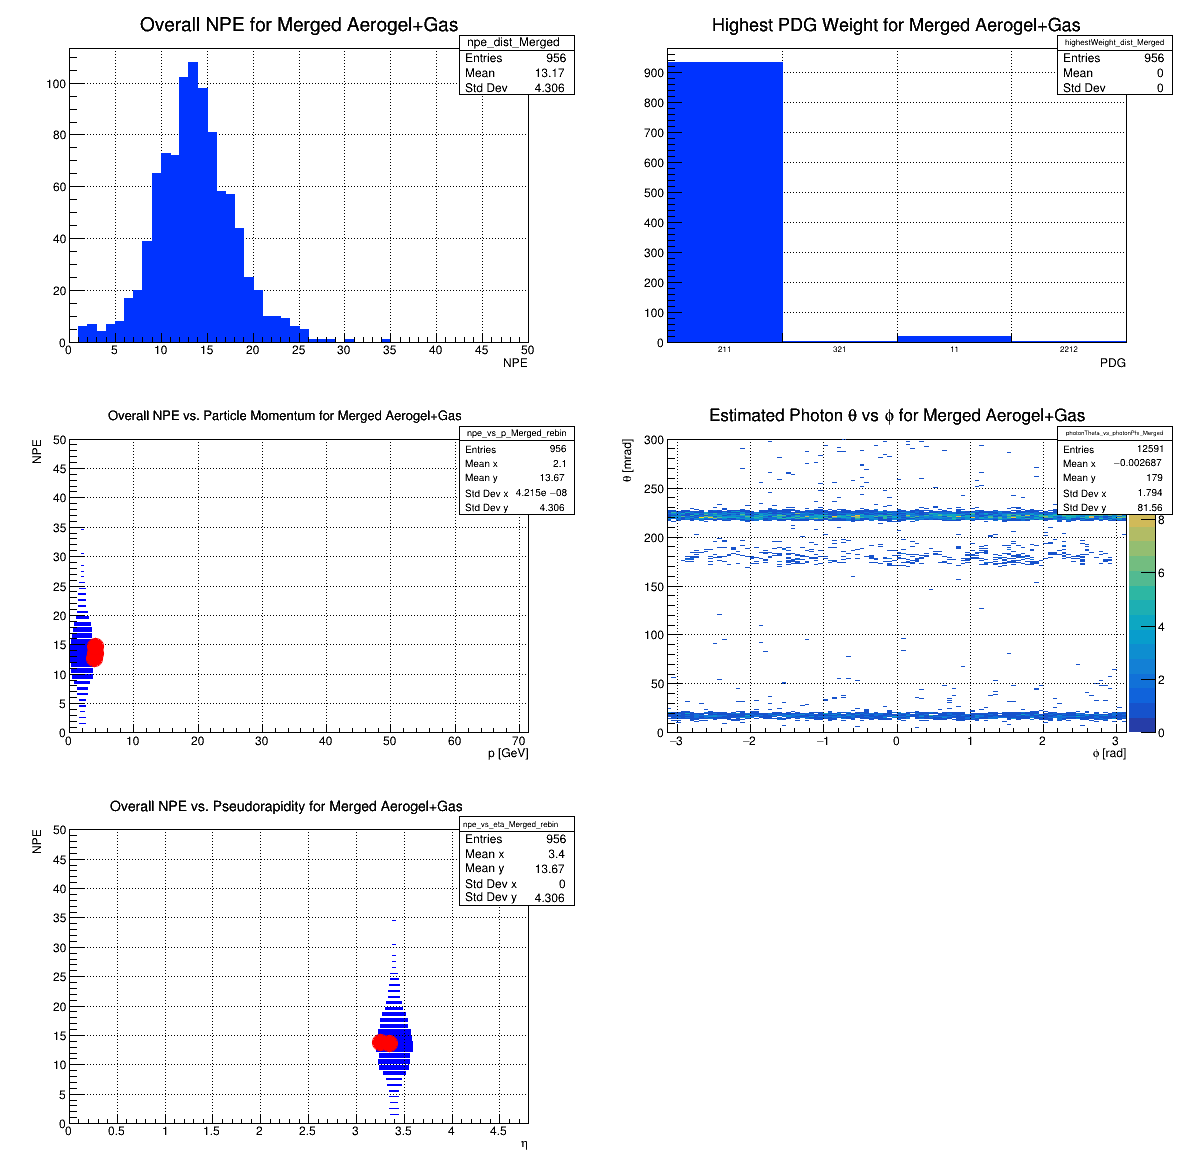 Overall NPE for Merged Aerogel+Gas
npe_dist_Merged
Entries 956
Mean 13.17
Std Dev 4.306
100
80
60
40
20
0
0 5 10 15 20 25 30 35 40 45 50
NPE
Highest PDG Weight for Merged Aerogel+Gas
highestWeight_dist_Merged
Entries 956
Mean 0
Std Dev 0
900
800
700
600
500
400
300
200
100
0
211 321 11 2212
PDG
Overall NPE vs. Particle Momentum for Merged Aerogel+Gas
npe_vs_p_Merged_rebin
Entries 956
Mean x 2.1
Mean y 13.67
Std Dev x 4.215e −08
Std Dev y 4.306
NPE
50
45
40
35
30
25
20
15
10
5
0
0 10 20 30 40 50 60 70
p [GeV]
Estimated Photon θ vs ϕ for Merged Aerogel+Gas
photonTheta_vs_photonPhi_Merged
Entries 12591
Mean x −0.002687
Mean y 179
Std Dev x 1.794
Std Dev y 81.56
θ [mrad]
300
250
200
150
100
50
0
−3 −2 −1 0 1 2 3
ϕ [rad]
8
6
4
2
0
Overall NPE vs. Pseudorapidity for Merged Aerogel+Gas
npe_vs_eta_Merged_rebin
Entries 956
Mean x 3.4
Mean y 13.67
Std Dev x 0
Std Dev y 4.306
NPE
50
45
40
35
30
25
20
15
10
5
0
0 0.5 1 1.5 2 2.5 3 3.5 4 4.5
η